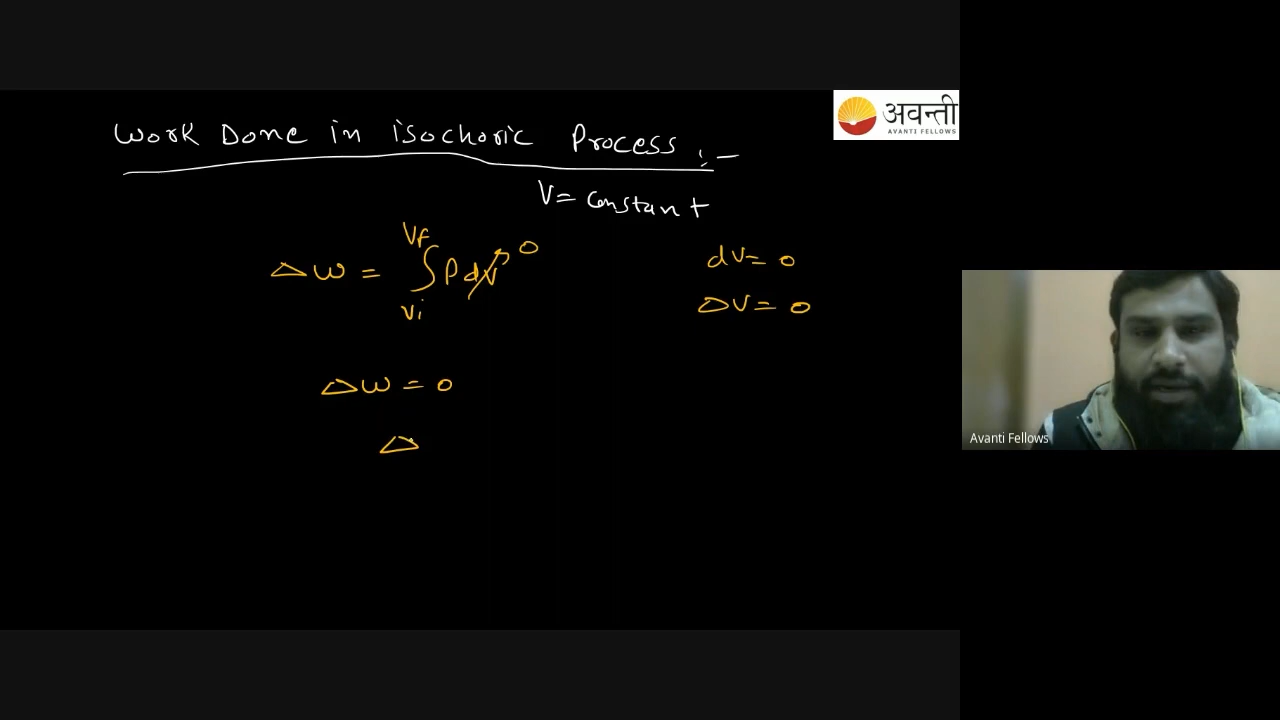 अवन्ती
AVANTI FELLOWS
Work Done in isochoric Process :-
V = constant
ΔW = ∫ P dV 0
Vf
Vi
dV = 0
ΔV = 0
ΔW = 0
Δ
Avanti Fellows